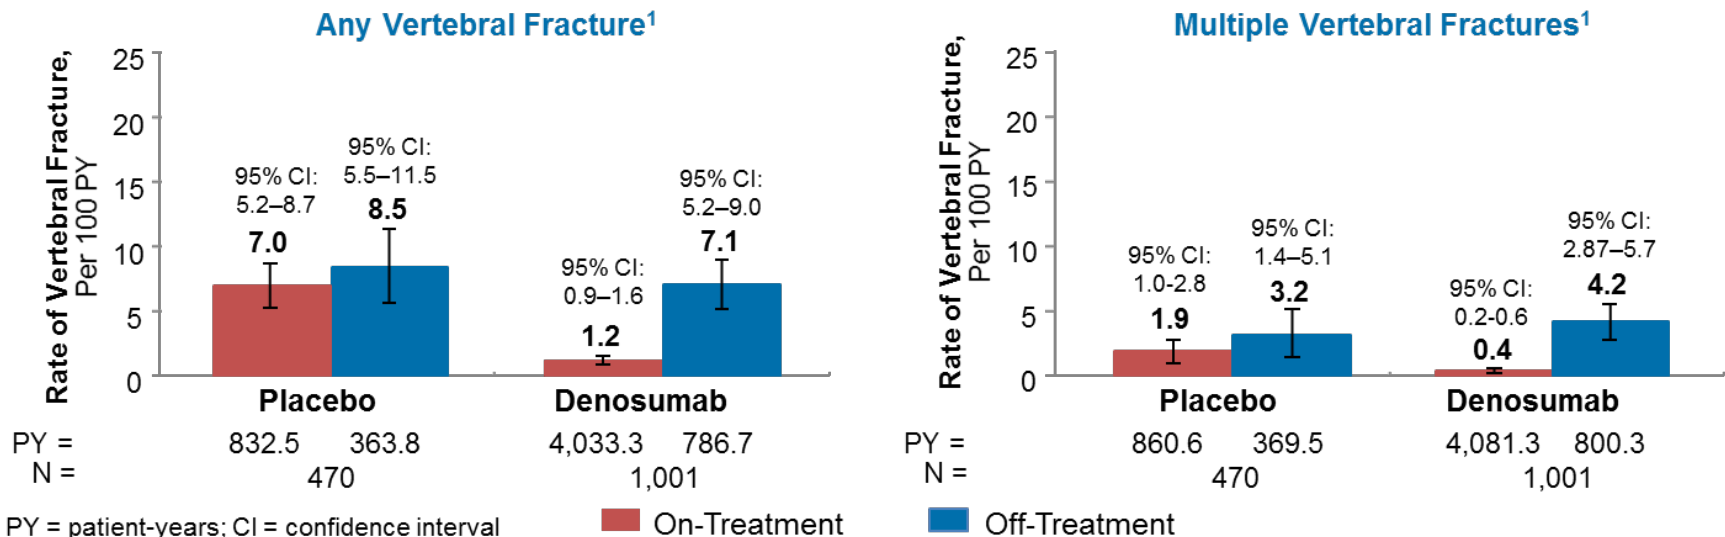 Any Vertebral Fracture¹
Rate of Vertebral Fracture,
Per 100 PY
25
20
15
10
5
0
95% CI:
5.2–8.7
7.0
95% CI:
5.5–11.5
8.5
95% CI:
0.9–1.6
1.2
95% CI:
5.2–9.0
7.1
Placebo
Denosumab
PY =
832.5
363.8
4,033.3
786.7
N =
470
1,001
Multiple Vertebral Fractures¹
Rate of Vertebral Fracture,
Per 100 PY
25
20
15
10
5
0
95% CI:
1.0-2.8
1.9
95% CI:
1.4–5.1
3.2
95% CI:
0.2-0.6
0.4
95% CI:
2.87–5.7
4.2
Placebo
Denosumab
PY =
860.6
369.5
4,081.3
800.3
N =
470
1,001
PY = patient-years; CI = confidence interval
On-Treatment
Off-Treatment